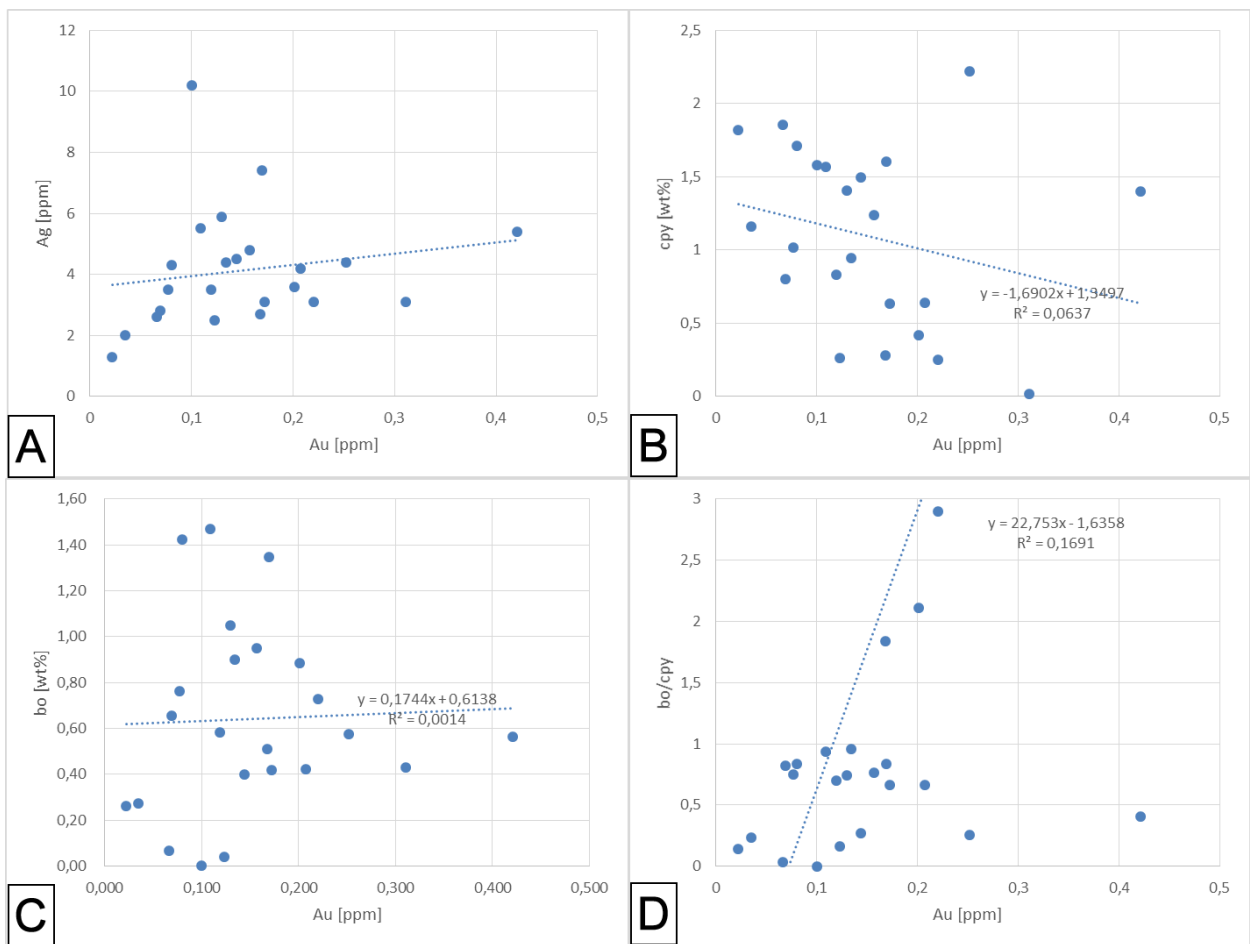 12
10
8
6
4
2
0
Ag [ppm]
0 0,1 0,2 0,3 0,4 0,5
Au [ppm]
A
2,5
2
1,5
1
0,5
0
cpy [wt%]
y = -1,6902x + 1,3497
R² = 0,0637
0 0,1 0,2 0,3 0,4 0,5
Au [ppm]
B
1,60
1,40
1,20
1,00
0,80
0,60
0,40
0,20
0,00
bo [wt%]
y = 0,1744x + 0,6138
R² = 0,0014
0,000 0,100 0,200 0,300 0,400 0,500
Au [ppm]
C
3
2,5
2
1,5
1
0,5
0
bo/cpy
y = 22,753x - 1,6358
R² = 0,1691
0 0,1 0,2 0,3 0,4 0,5
Au [ppm]
D